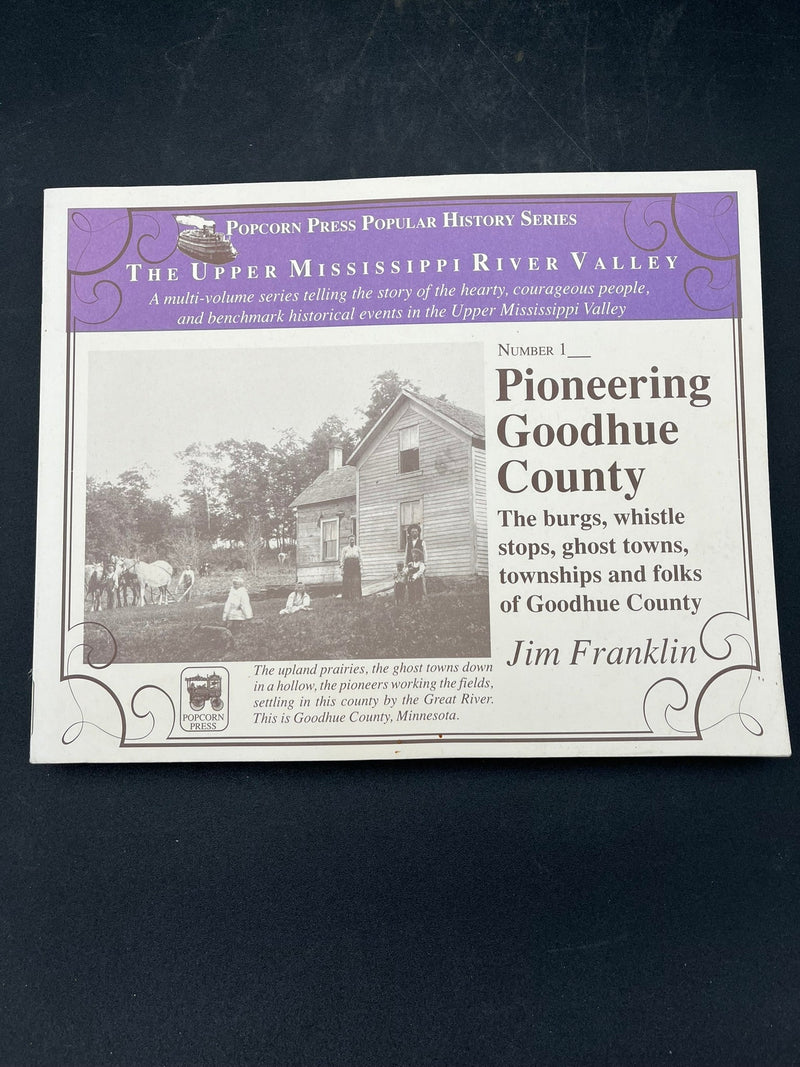 POPCORN PRESS POPULAR HISTORY SERIES
THE UPPER MISSISSIPPI RIVER VALLEY
A multi-volume series telling the story of the hearty, courageous people,
and benchmark historical events in the Upper Mississippi Valley
NUMBER 1__
Pioneering
Goodhue
County
The burgs, whistle
stops, ghost towns,
townships and folks
of Goodhue County
Jim Franklin
The upland prairies, the ghost towns down
in a hollow, the pioneers working the fields,
settling in this county by the Great River.
This is Goodhue County, Minnesota.
POPCORN
PRESS